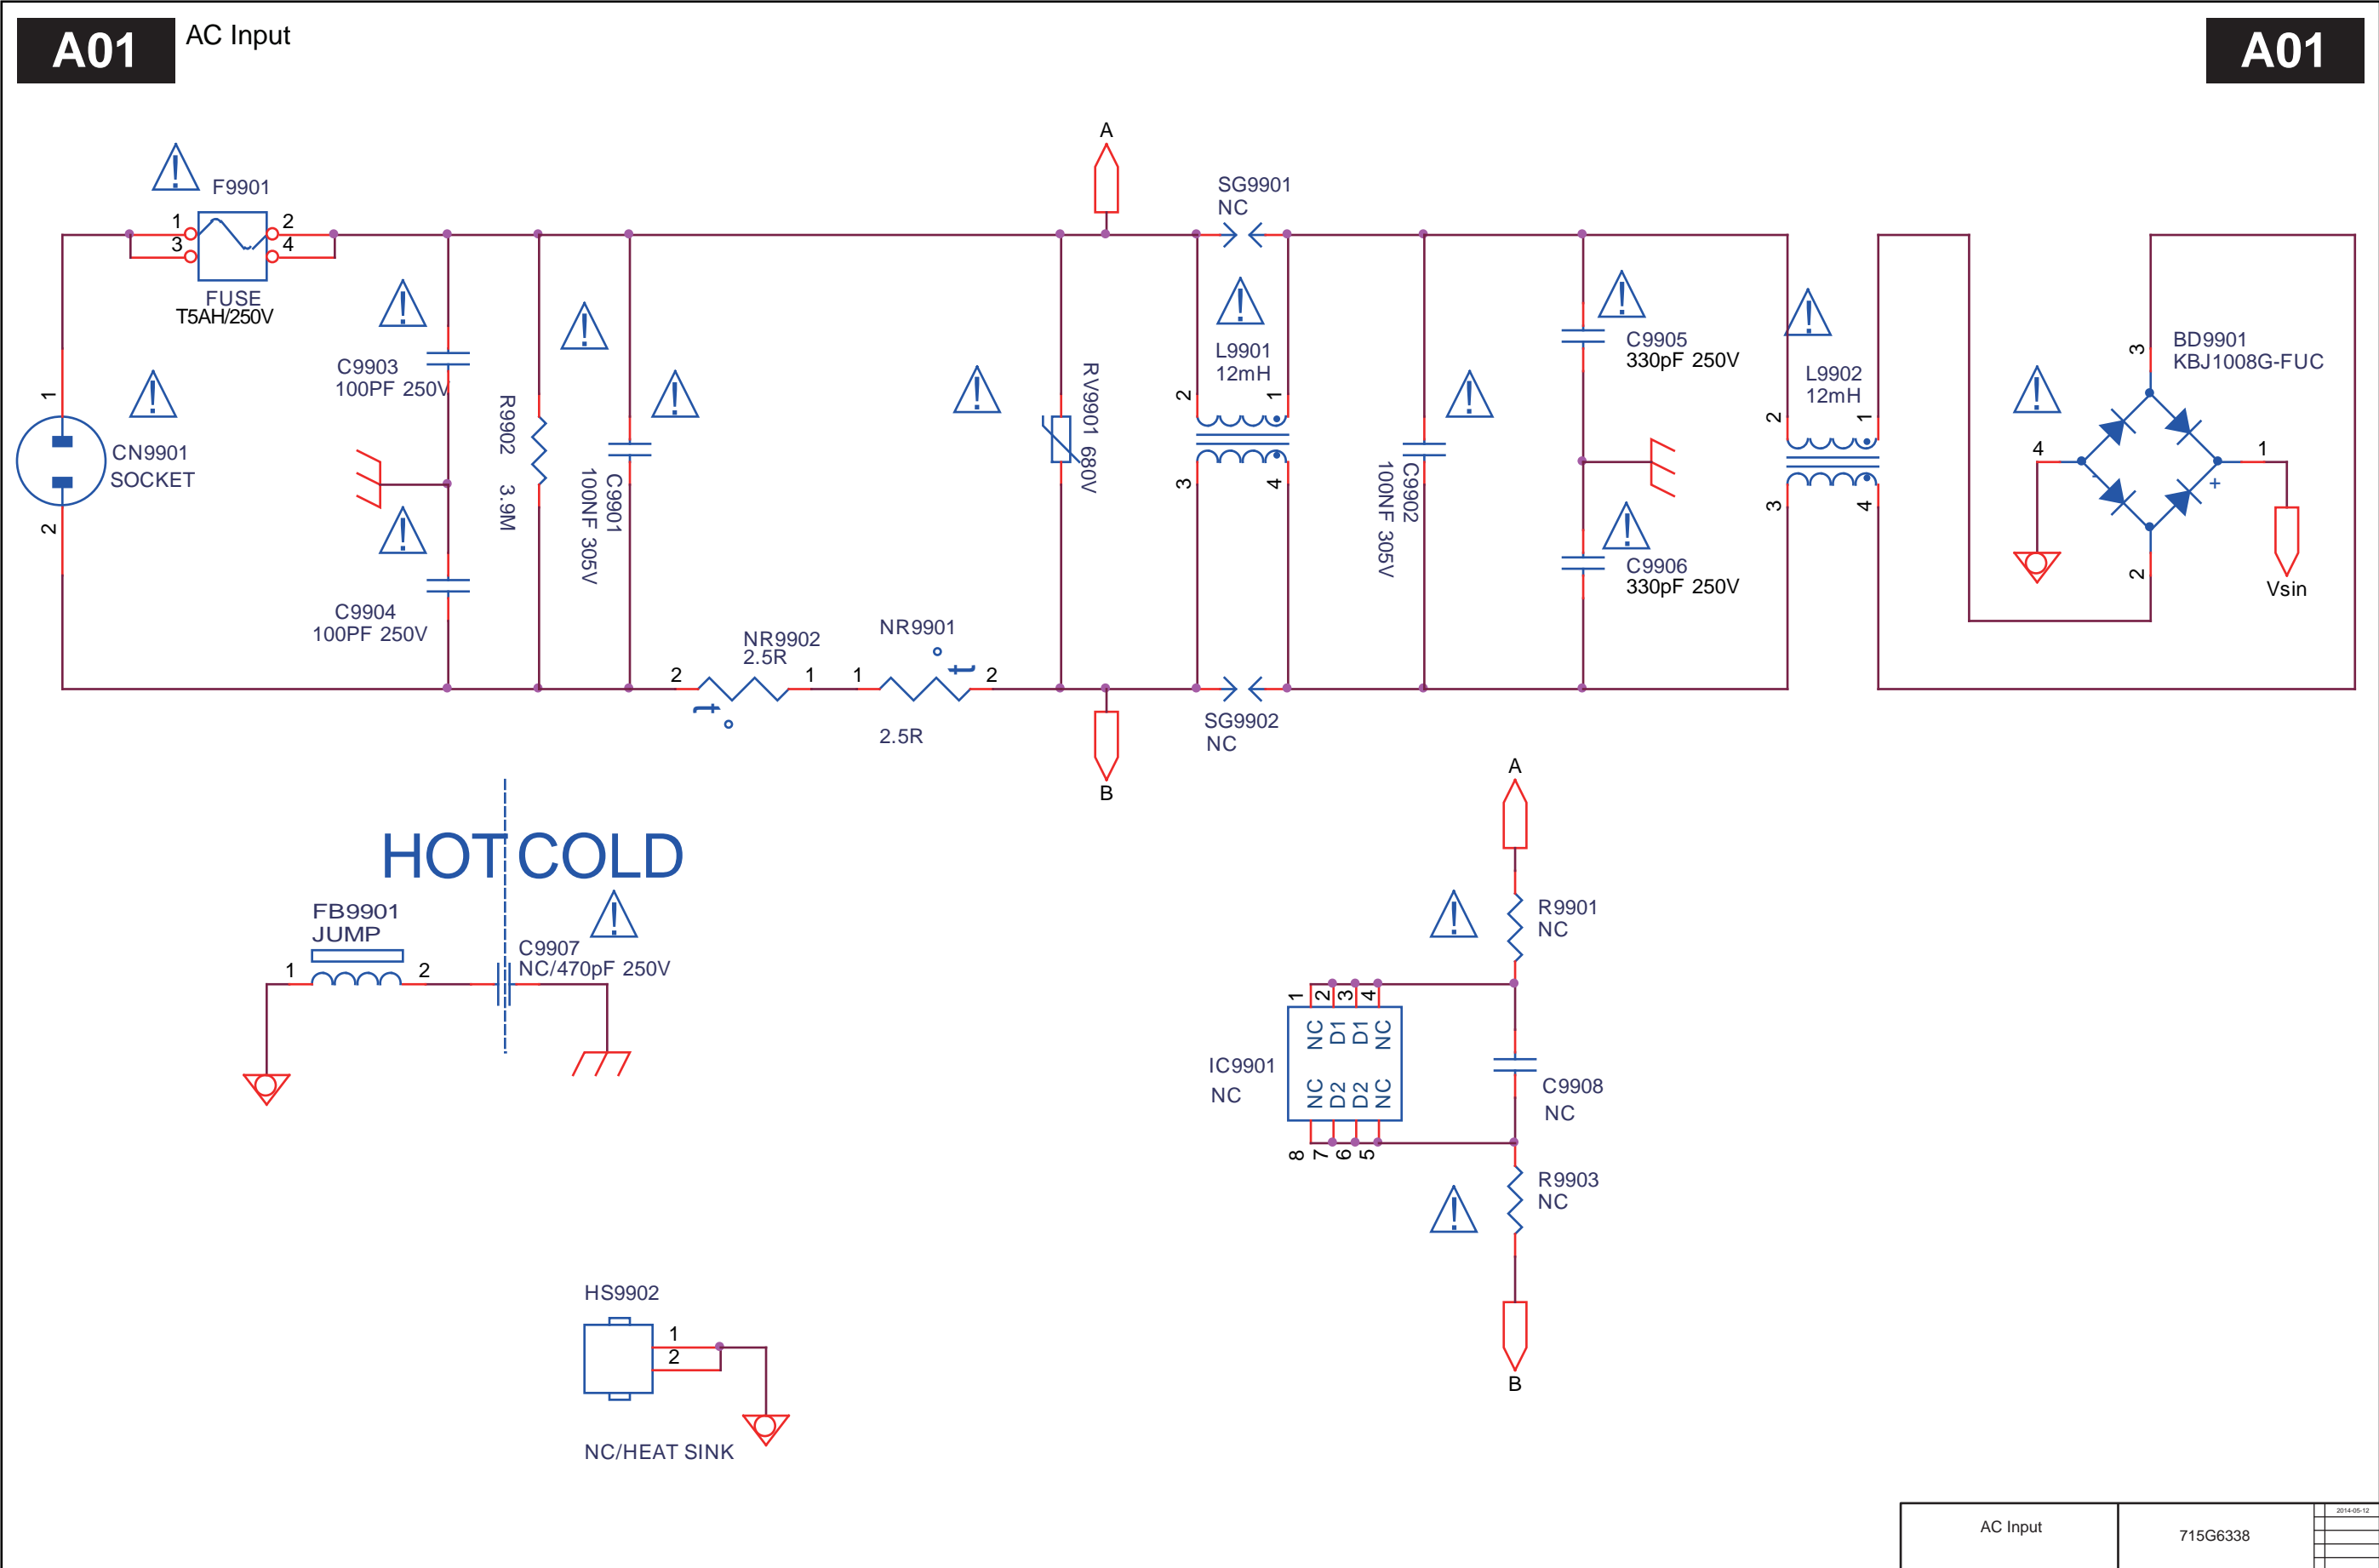 A01
AC Input
A01
A
F9901
SG9901
NC
1
2
3
4
FUSE
T5AH/250V
C9903
100PF 250V
1
CN9901
SOCKET
2
R9902 3.9M
C9901
100NF 305V
C9904
100PF 250V
NR9902
2.5R
2
1
t °
NR9901
1
2
t °
2.5R
RV9901 680V
L9901
12mH
2
1
3
4
SG9902
NC
B
C9902
100NF 305V
C9905
330pF 250V
C9906
330pF 250V
L9902
12mH
2
1
3
4
BD9901
KBJ1008G-FUC
3
4
1
-
+
2
Vsin
HOT COLD
FB9901
JUMP
1
2
C9907
NC/470pF 250V
A
R9901
NC
1
2
3
4
NC
D1
D1
NC
IC9901
NC
NC
D2
D2
NC
8
7
6
5
C9908
NC
R9903
NC
B
HS9902
1
2
NC/HEAT SINK
AC Input
715G6338
2014-05-12